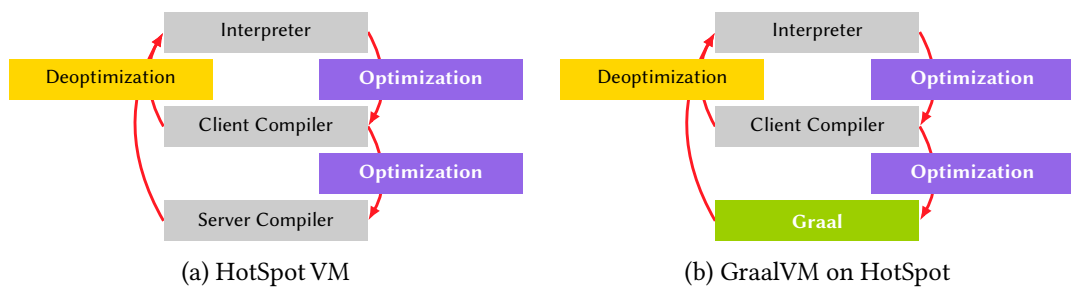 Interpreter
Deoptimization
Optimization
Client Compiler
Optimization
Server Compiler
(a) HotSpot VM
Interpreter
Deoptimization
Optimization
Client Compiler
Optimization
Graal
(b) GraalVM on HotSpot